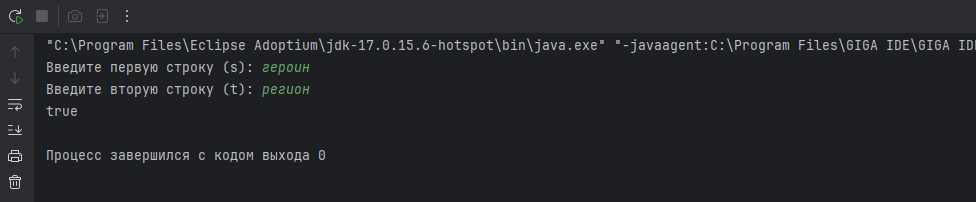 "C:\Program Files\Eclipse Adoptium\jdk-17.0.15.6-hotspot\bin\java.exe" "-javaagent:C:\Program Files\GIGA IDE\GIGA IDE
Введите первую строку (s): героин
Введите вторую строку (t): регион
true
Процесс завершился с кодом выхода 0